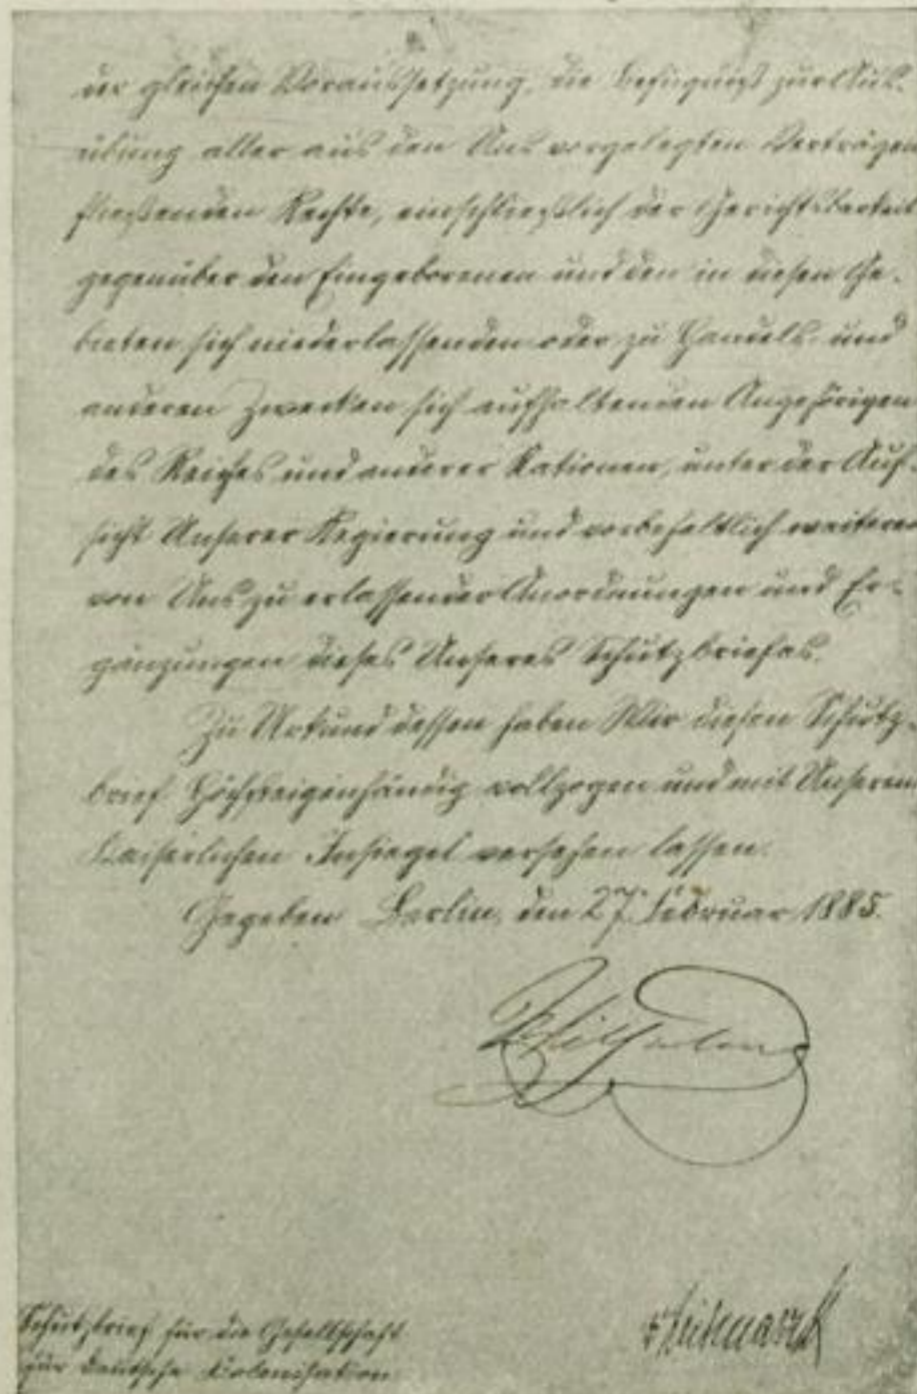 der gleichen Voraussetzung, die Befugniß zur Aus-
übung aller aus den Uns vorgelegten Verträgen
fließenden Rechte, einschließlich der Gerichtsbarkeit
gegenüber den Eingeborenen und den in diesen Ge-
bieten sich niederlassenden oder zu Handels- und
anderen Zwecken sich aufhaltenden Angehörigen
des Reiches und anderer Nationen, unter der Auf-
sicht Unserer Regierung und vorbehaltlich weiterer
von Uns zu erlassender Anordnungen und Er-
gänzungen dieses Unseres Schutzbriefes.
Zu Urkund dessen haben Wir diesen Schutz-
brief Höchsteigenhändig vollzogen und mit Unserem
Kaiserlichen Insiegel versehen lassen.
Gegeben Berlin, den 27. Februar 1885.
Wilhelm
v Bismarck
Schutzbrief für die Gesellschaft
für deutsche Colonisation